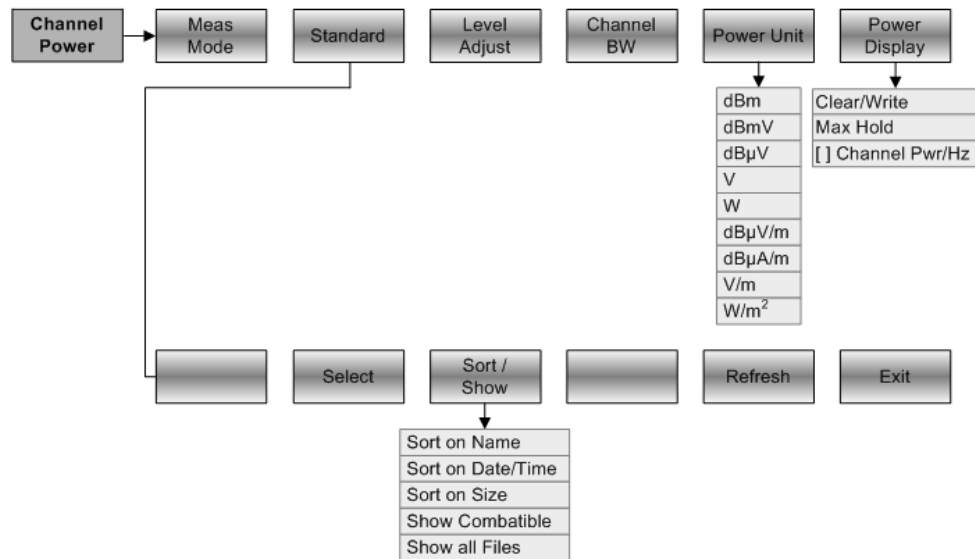 Channel
Power
Meas
Mode
Standard
Level
Adjust
Channel
BW
Power Unit
Power
Display
dBm
dBmV
dBµV
V
W
dBµV/m
dBµA/m
V/m
W/m²
Clear/Write
Max Hold
[ ] Channel Pwr/Hz
Select
Sort /
Show
Refresh
Exit
Sort on Name
Sort on Date/Time
Sort on Size
Show Combatible
Show all Files